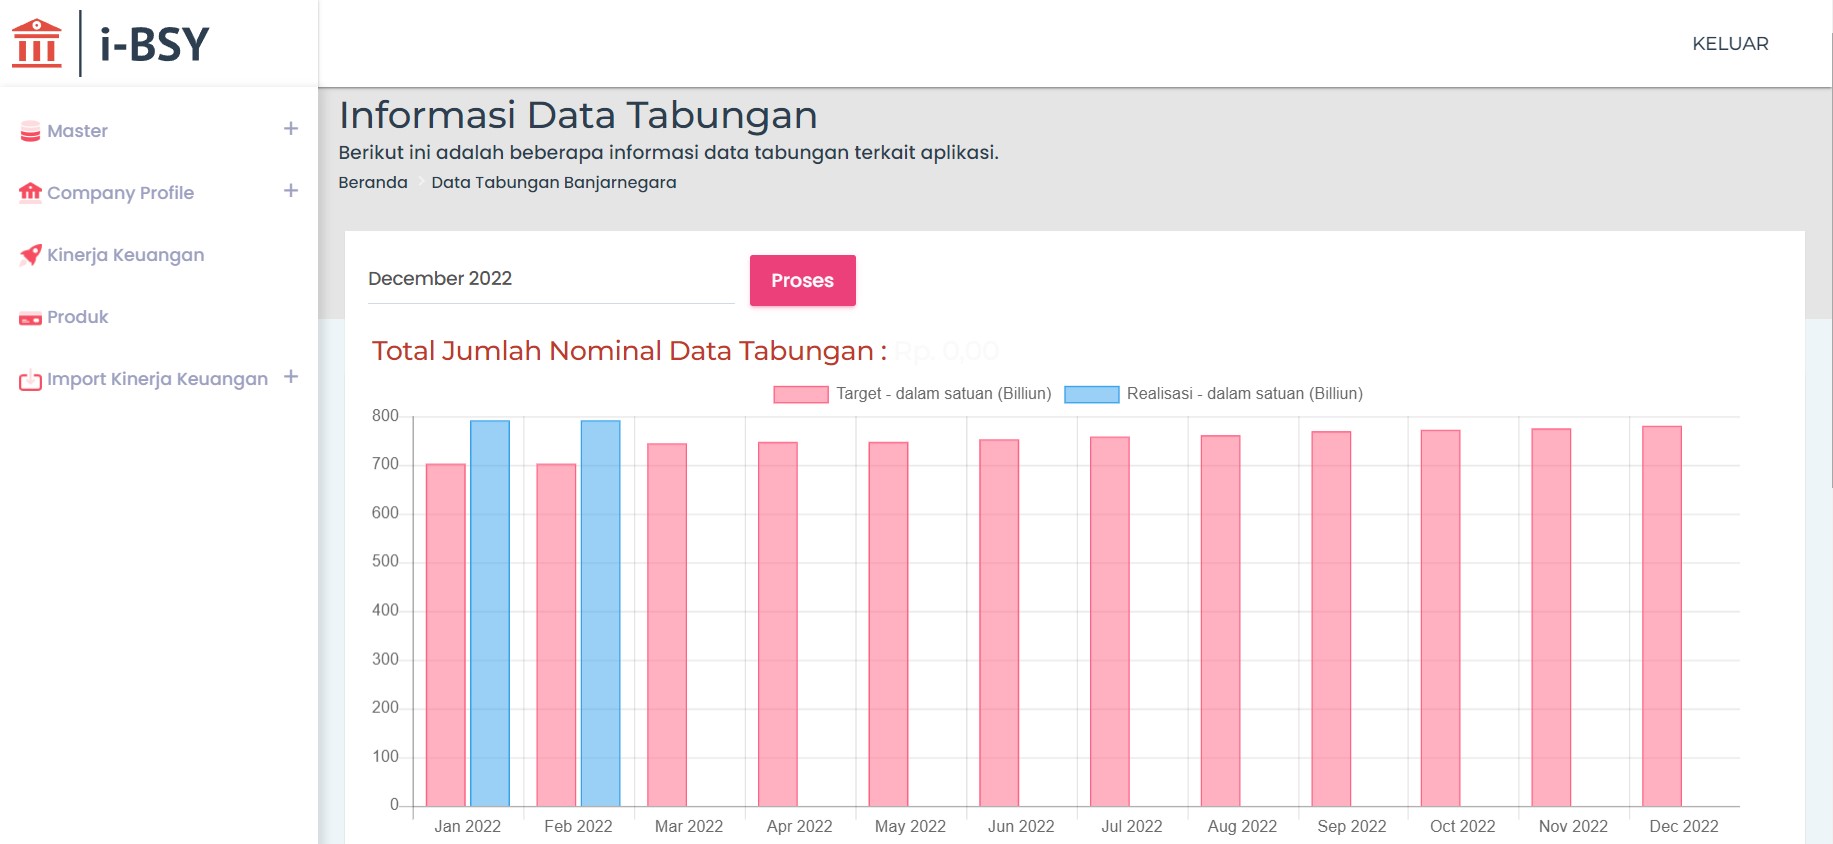 i-BSY
KELUAR
Master
Company Profile
Kinerja Keuangan
Produk
Import Kinerja Keuangan
Informasi Data Tabungan
Berikut ini adalah beberapa informasi data tabungan terkait aplikasi.
Beranda Data Tabungan Banjarnegara
December 2022 Proses
Total Jumlah Nominal Data Tabungan : Rp. 0,00
Target - dalam satuan (Billiun) Realisasi - dalam satuan (Billiun)
800
700
600
500
400
300
200
100
0
Jan 2022 Feb 2022 Mar 2022 Apr 2022 May 2022 Jun 2022 Jul 2022 Aug 2022 Sep 2022 Oct 2022 Nov 2022 Dec 2022